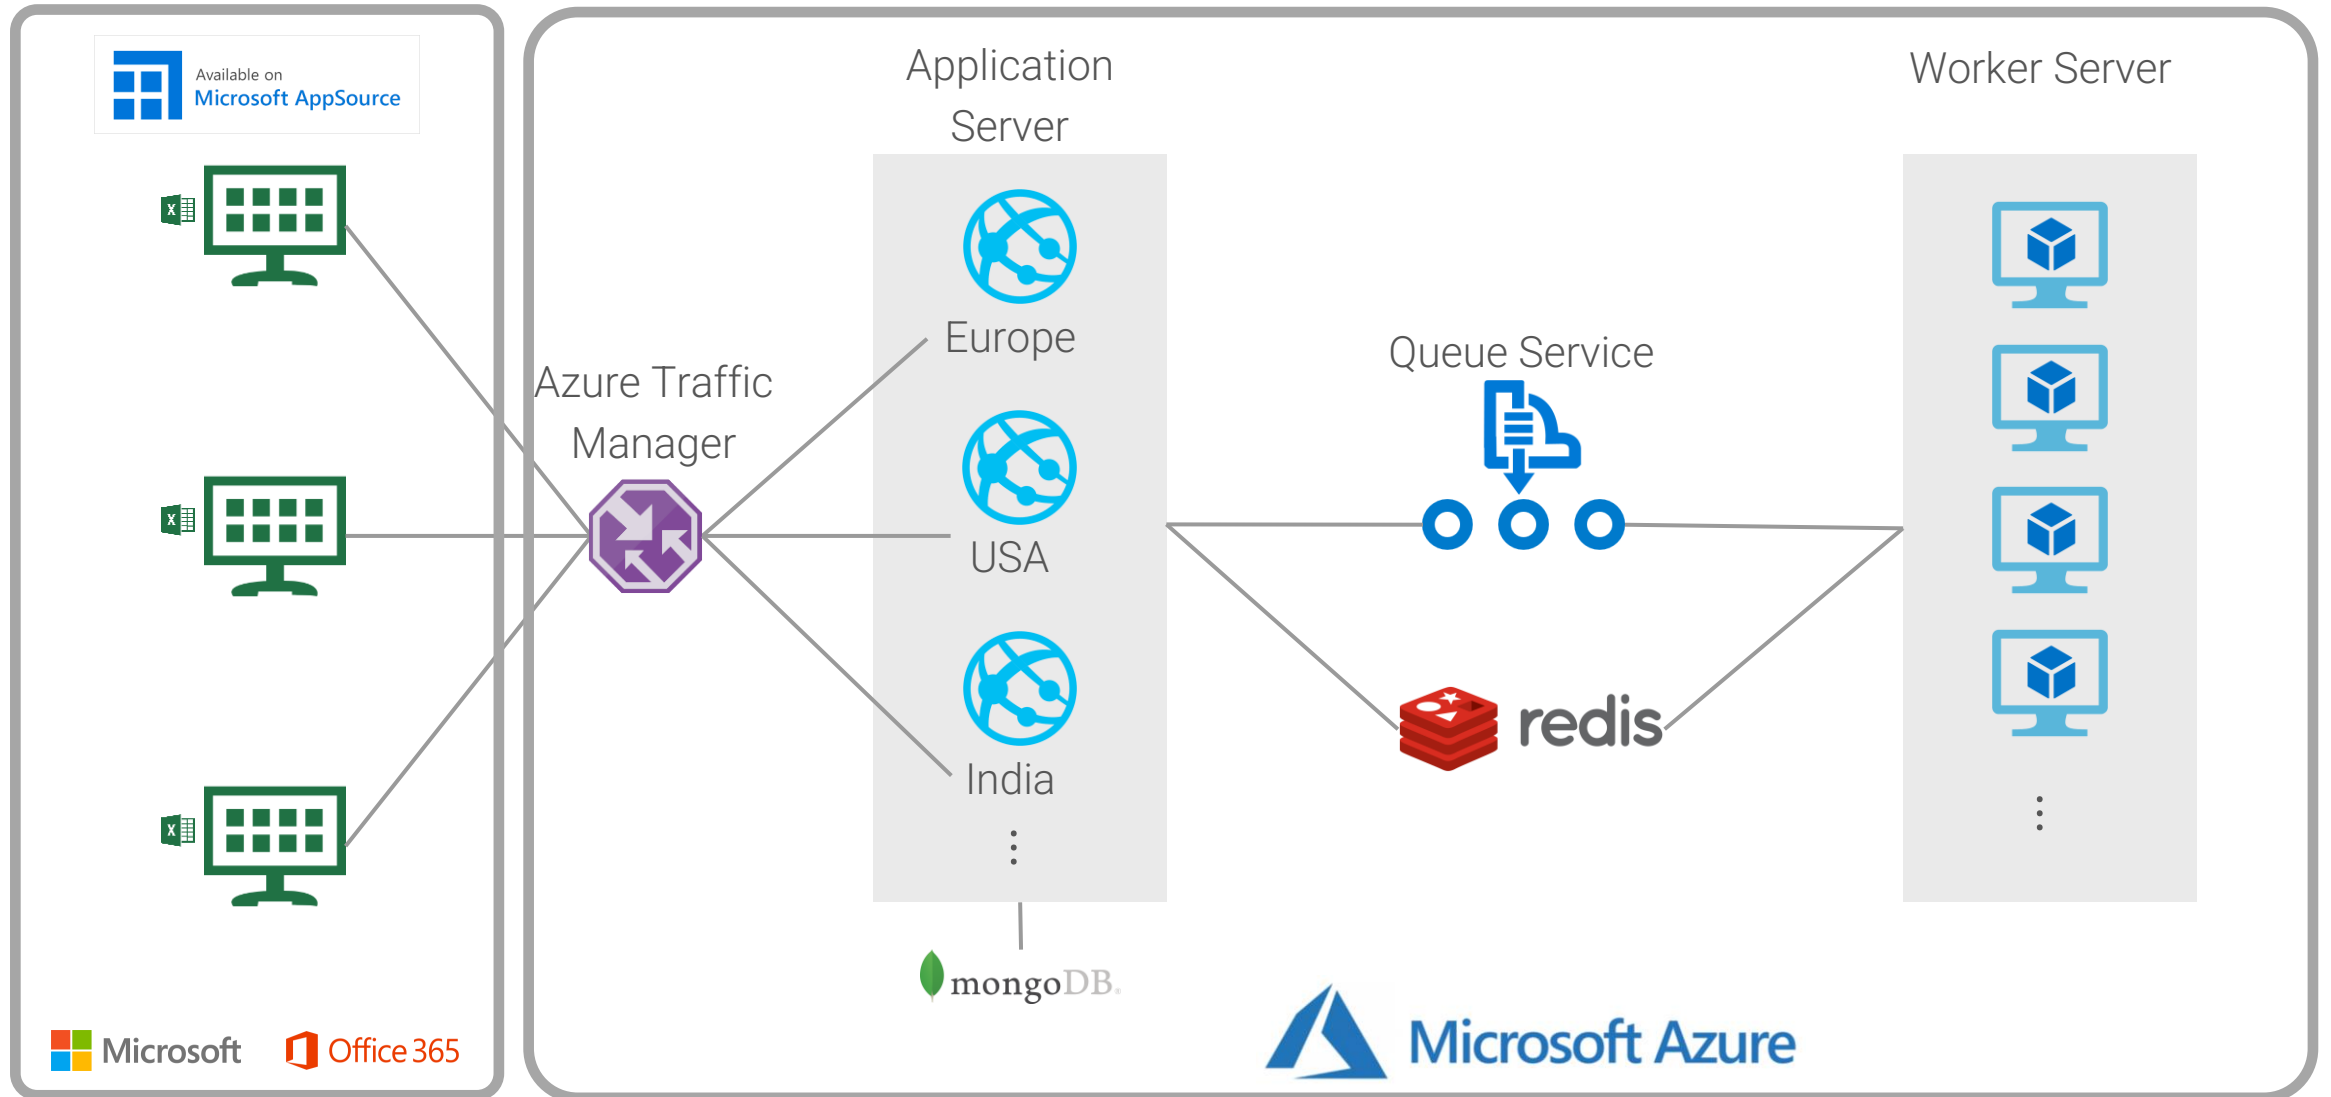 Available on
Microsoft AppSource
X
X
X
Microsoft
Office 365
Azure Traffic
Manager
Application
Server
Europe
USA
India
mongoDB®
Queue Service
redis
Worker Server
Microsoft Azure